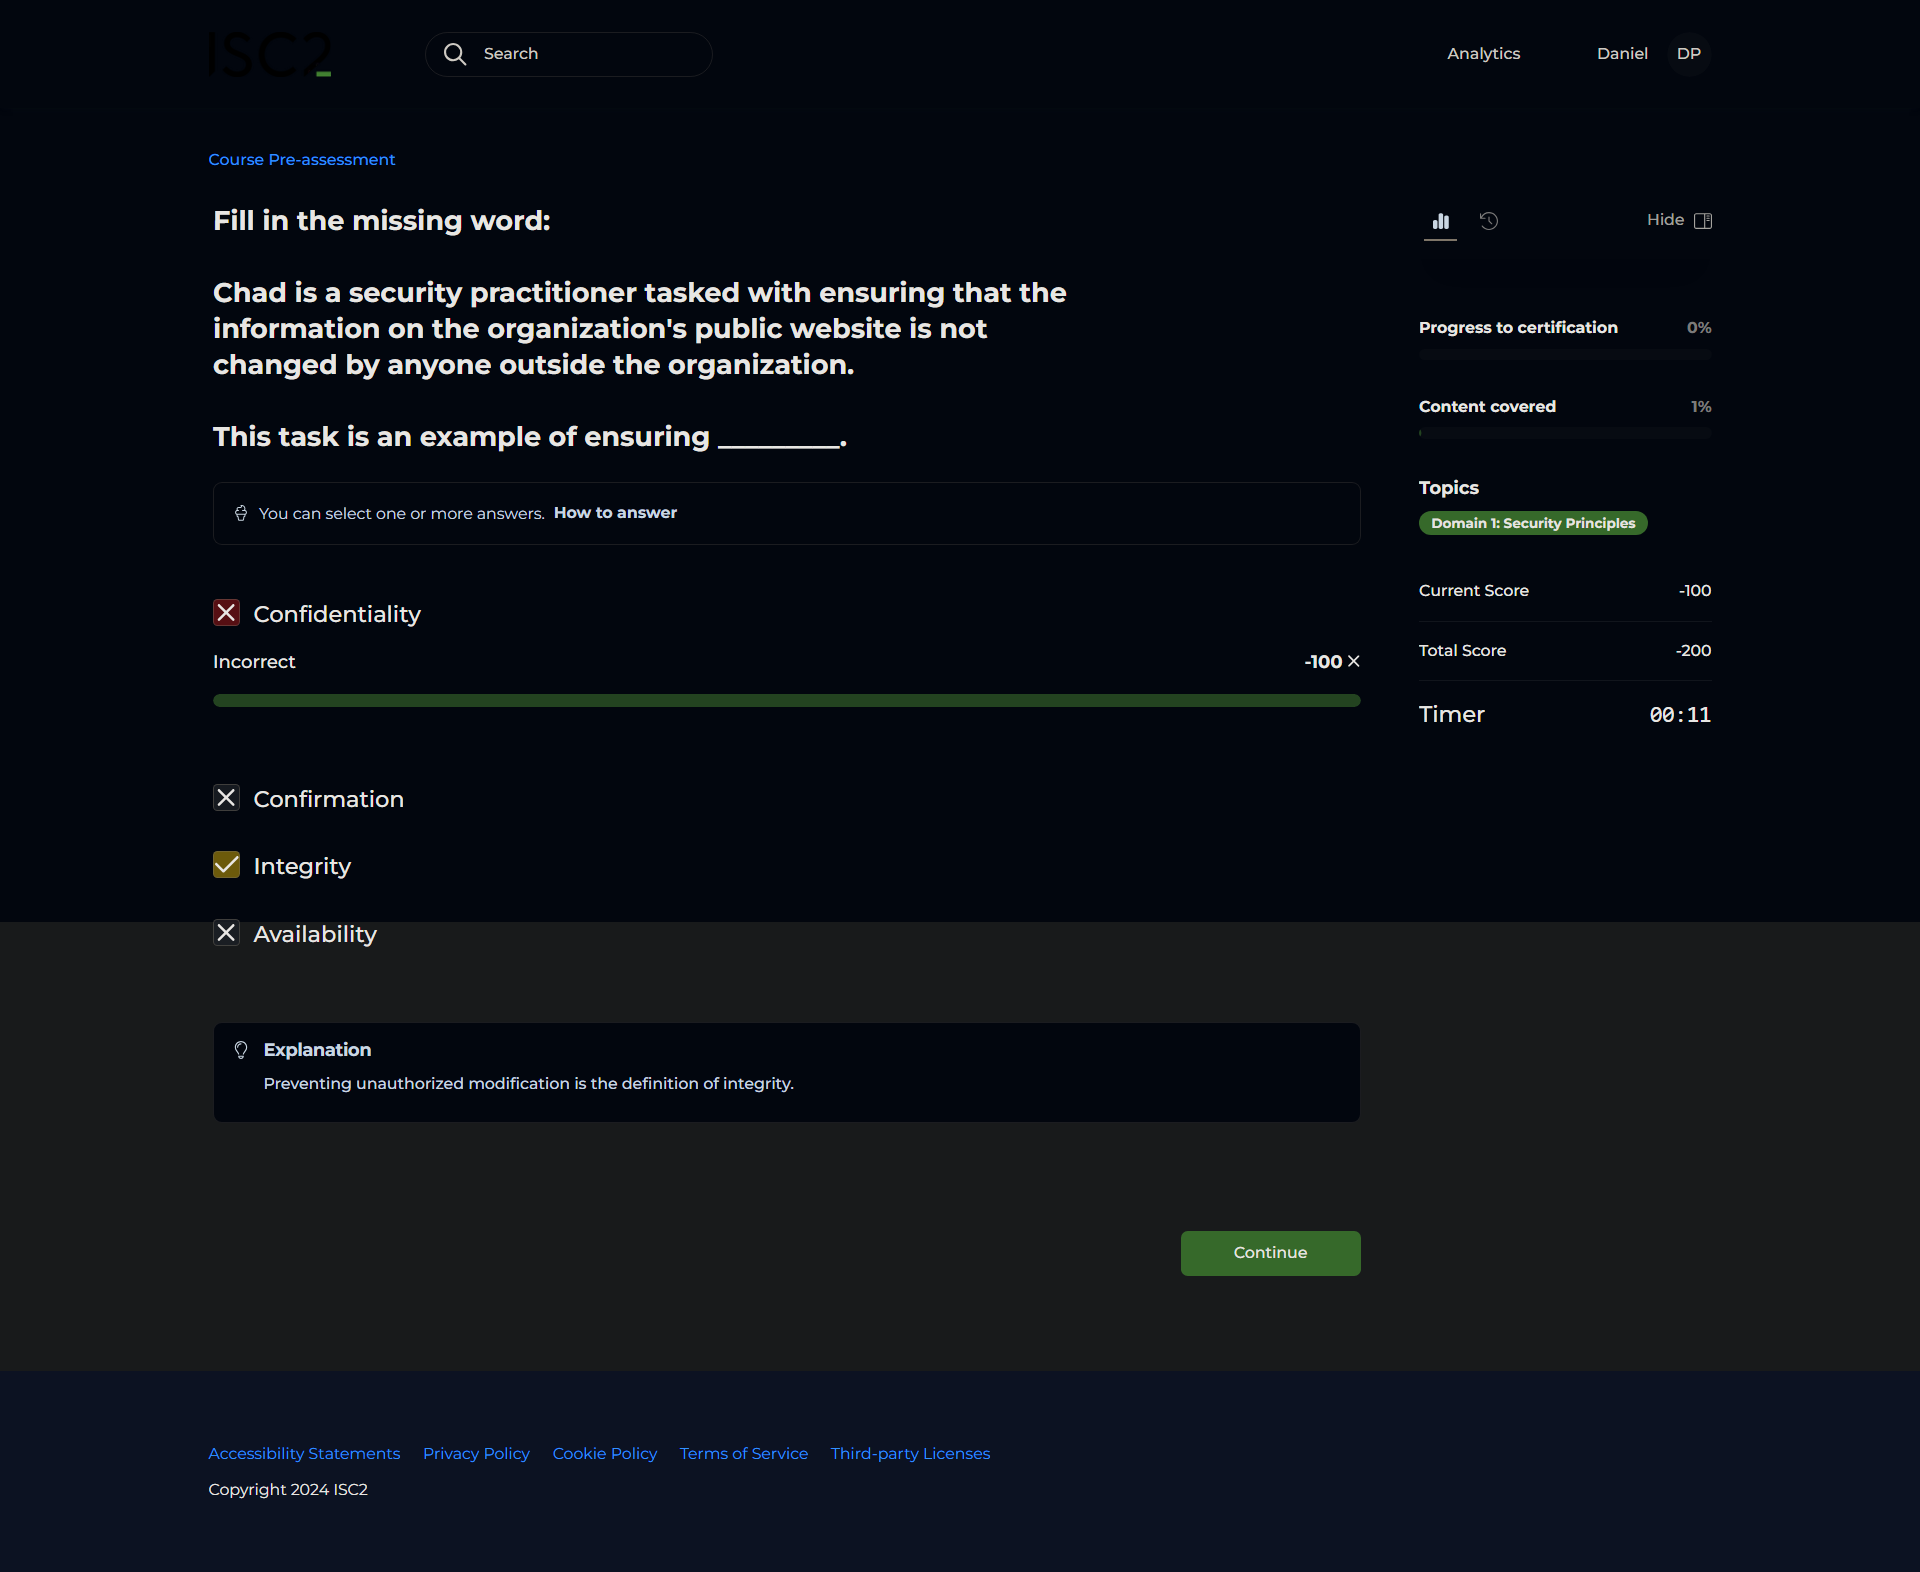 ISC2
Search
Analytics
Daniel
DP
Course Pre-assessment
Fill in the missing word:
Chad is a security practitioner tasked with ensuring that the
information on the organization's public website is not
changed by anyone outside the organization.
This task is an example of ensuring _________.
You can select one or more answers. How to answer
Confidentiality
Incorrect
-100
Confirmation
Integrity
Availability
Explanation
Preventing unauthorized modification is the definition of integrity.
Continue
Hide
Progress to certification 0%
Content covered 1%
Topics
Domain 1: Security Principles
Current Score -100
Total Score -200
Timer 00:11
Accessibility Statements Privacy Policy Cookie Policy Terms of Service Third-party Licenses
Copyright 2024 ISC2